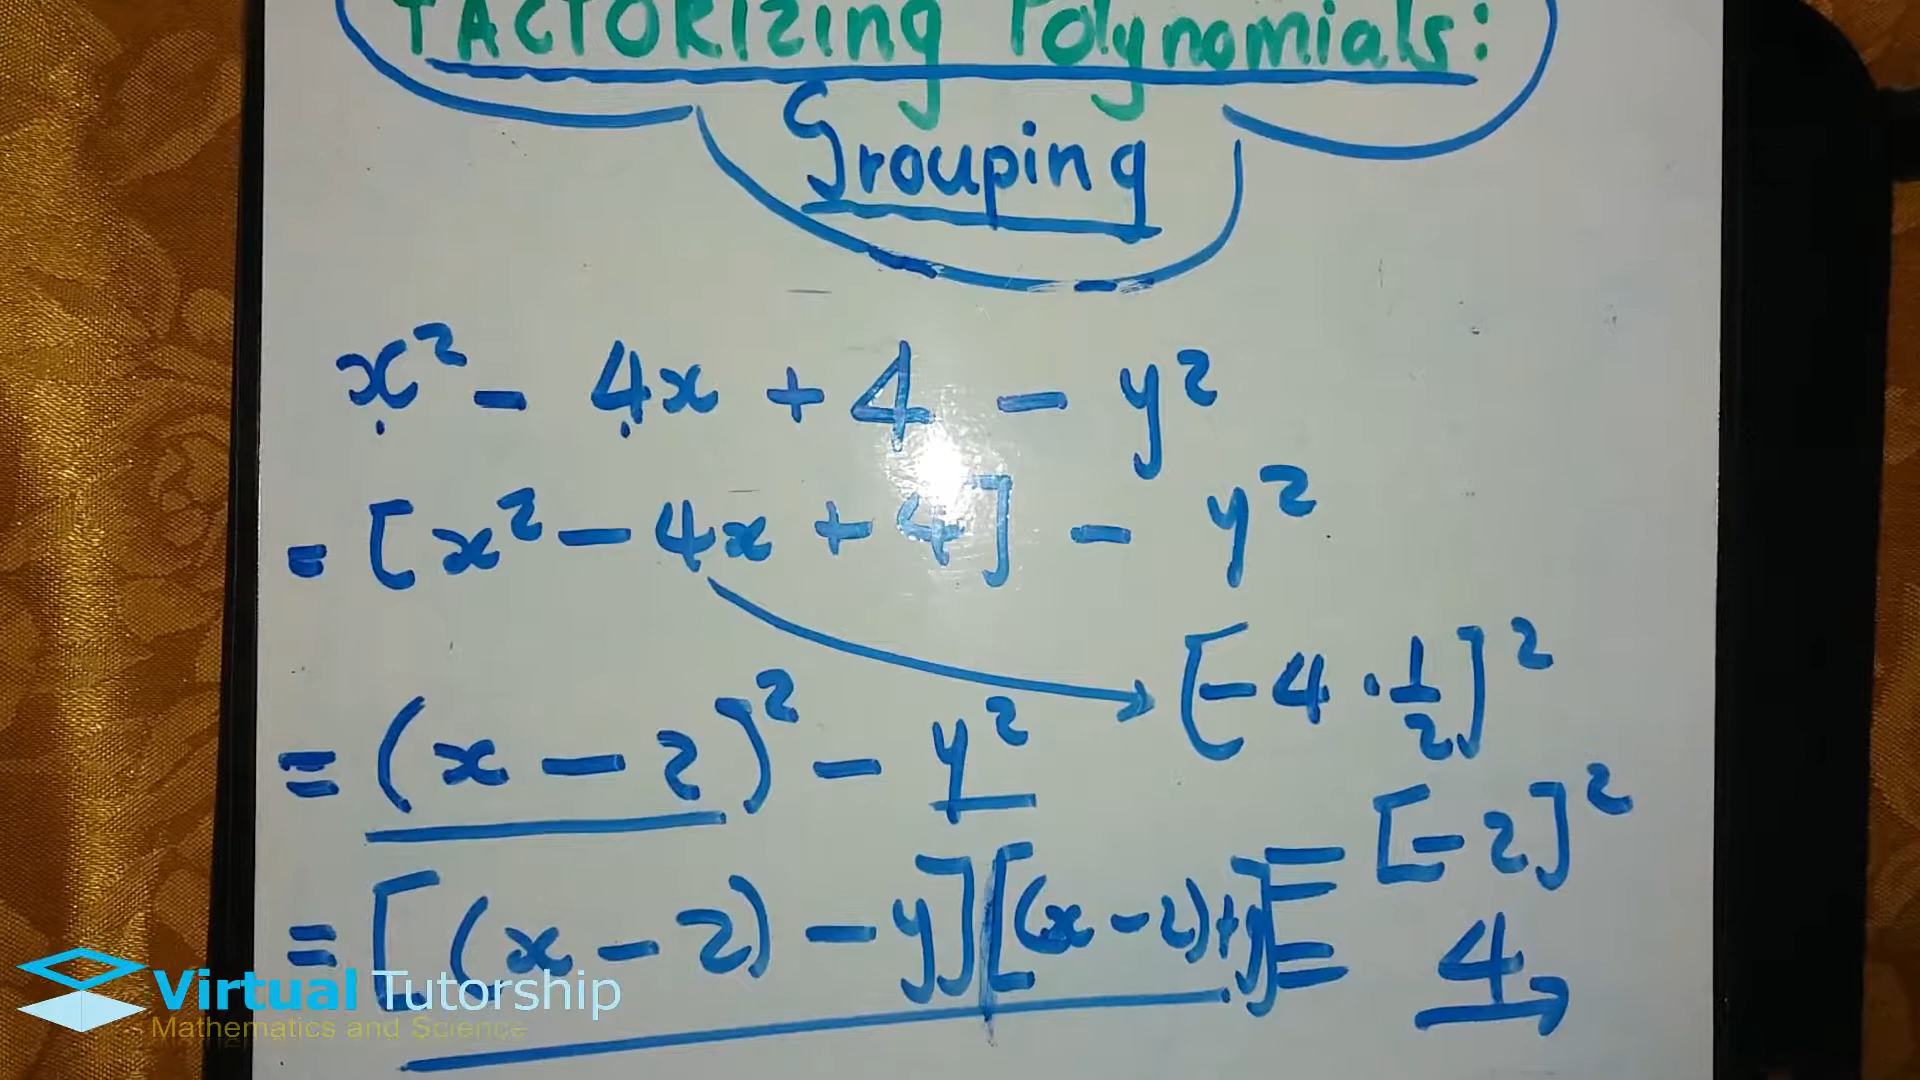 FACTORIZing Polynomials:
Grouping
x² - 4x + 4 - y²
= [x² - 4x + 4] - y²
[-4 · 1/2]²
= (x - 2)² - y²
= [-2]²
= [(x - 2) - y][(x - 2) + y]
= 4
Virtual Tutorship
Mathematics and Science